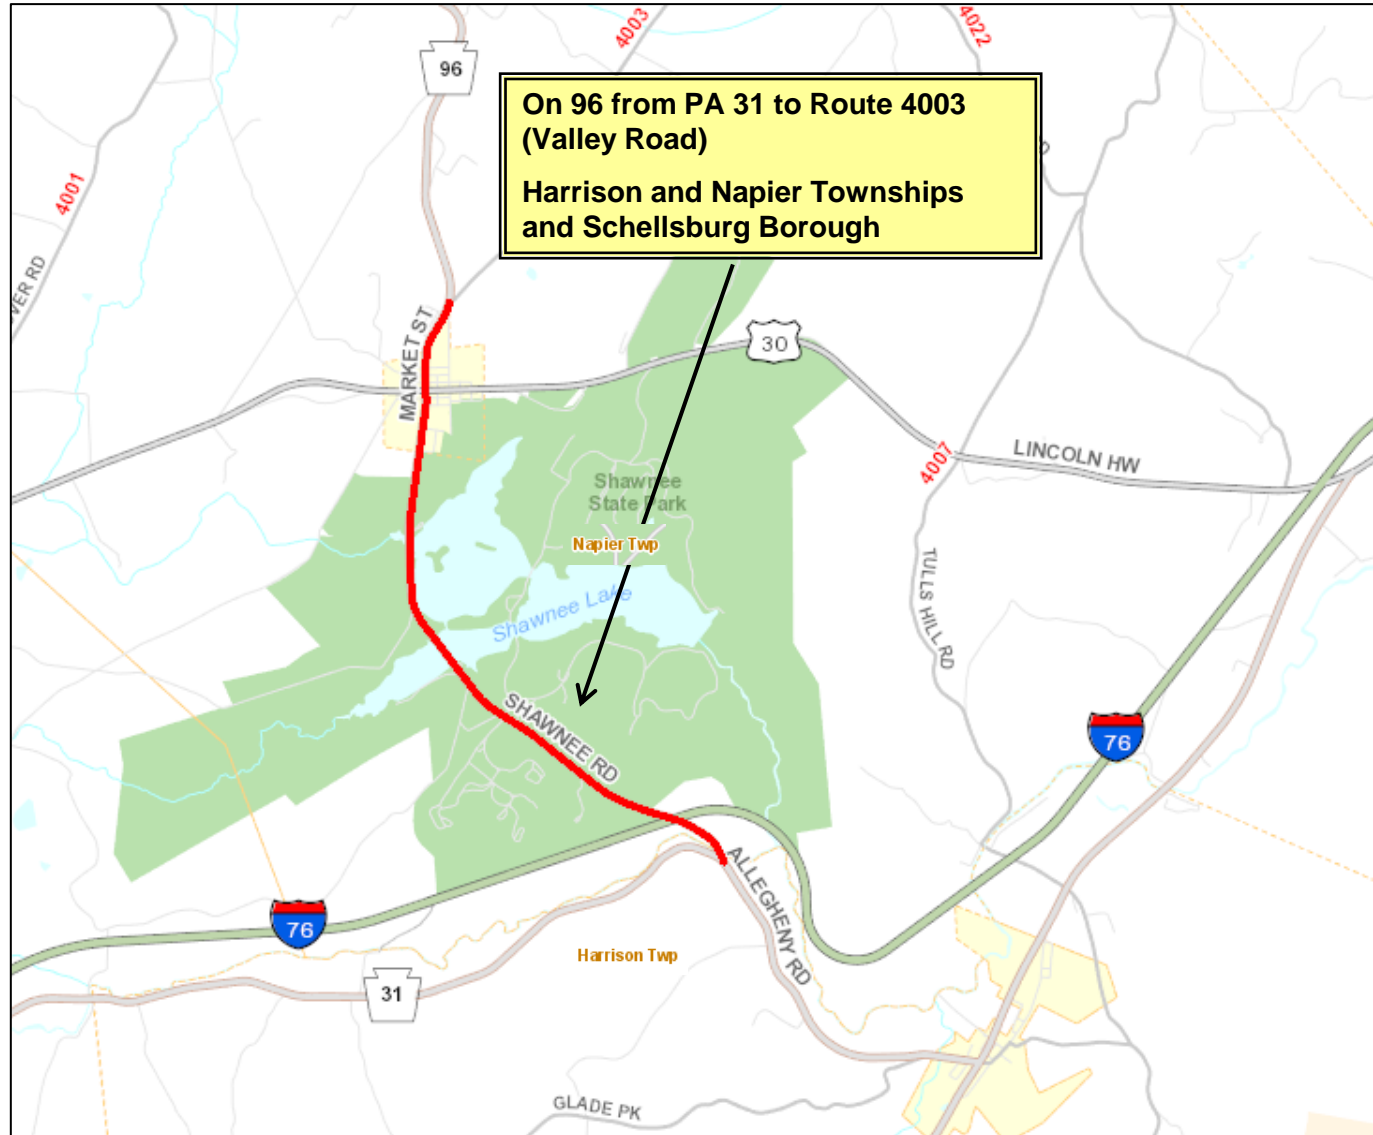 4003
4022
96
On 96 from PA 31 to Route 4003
(Valley Road)
Harrison and Napier Townships
and Schellsburg Borough
4001
VER RD
MARKET ST
30
4007
LINCOLN HW
Shawnee
State Park
Napier Twp
TULLS HILL RD
Shawnee Lake
SHAWNEE RD
76
ALLEGHENY RD
76
Harrison Twp
31
GLADE PK